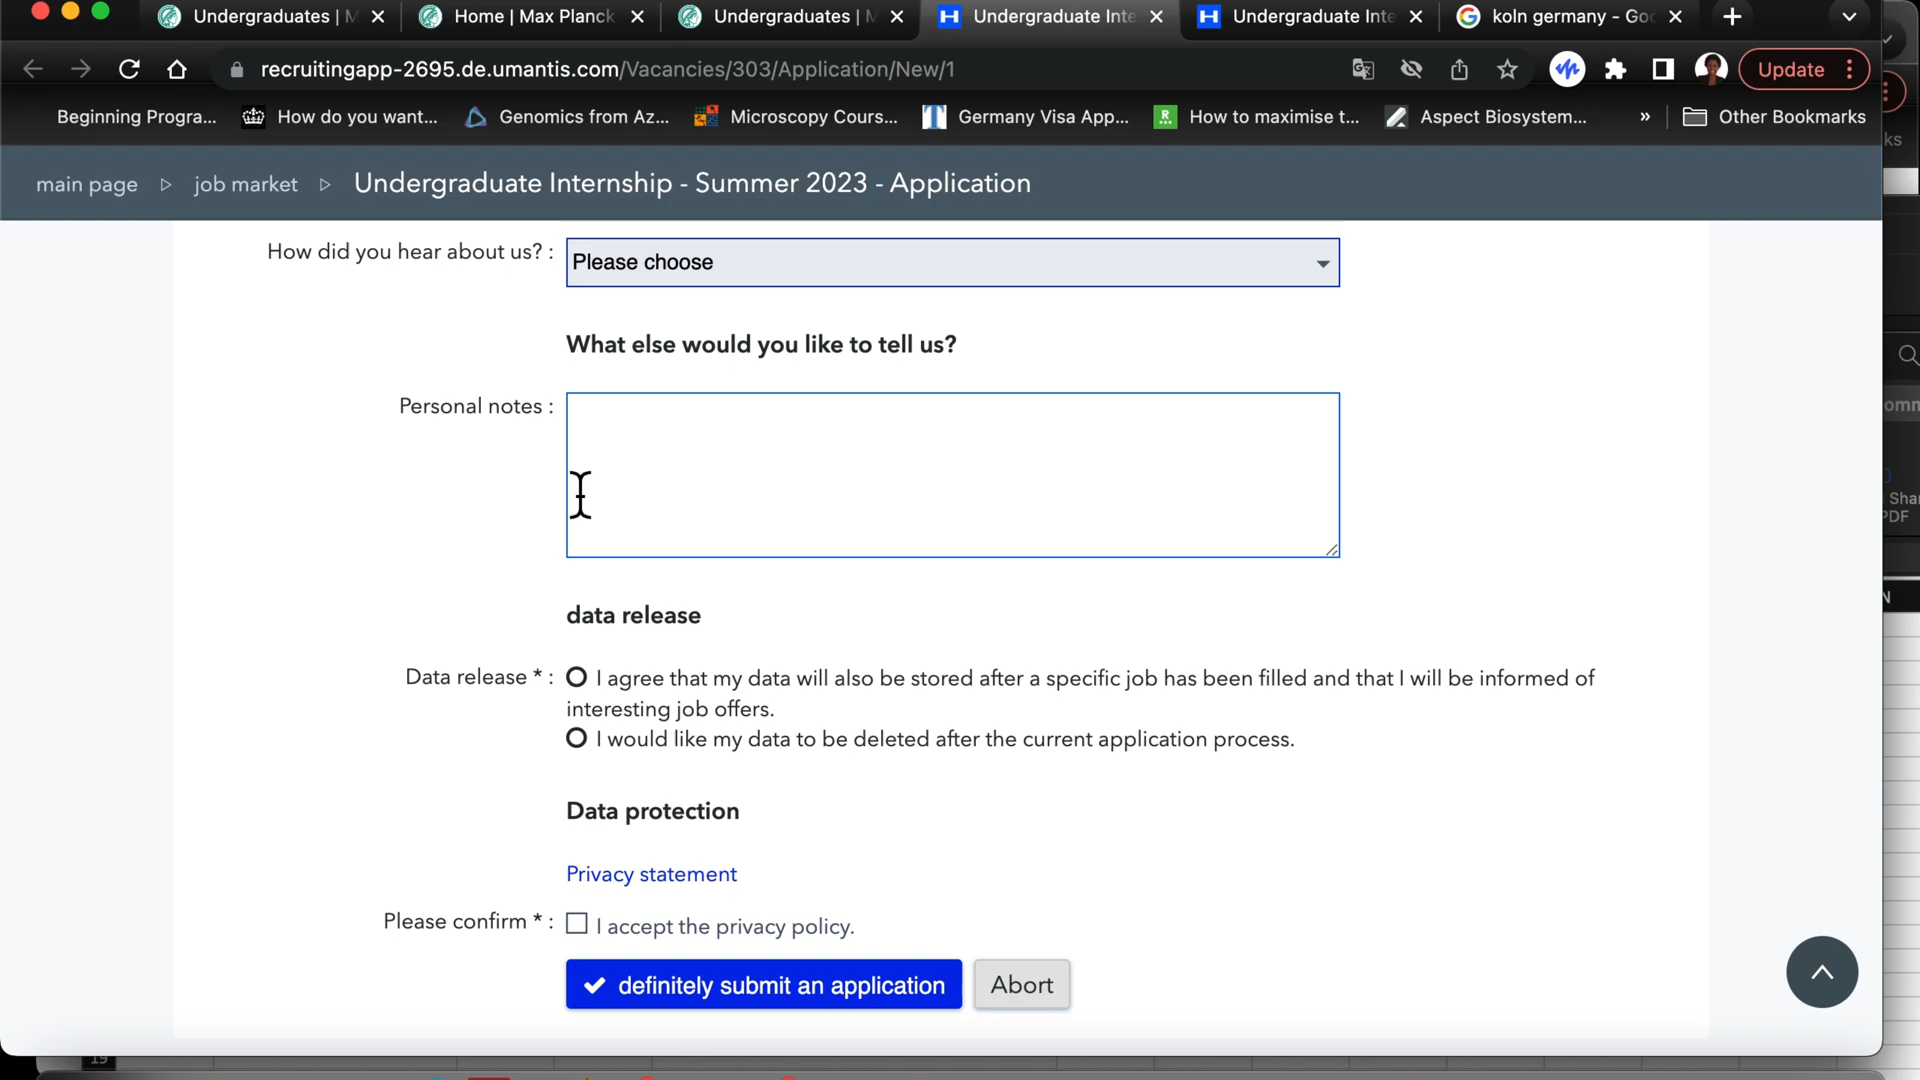 Undergraduates | M
Home | Max Planck
Undergraduates | M
Undergraduate Inte
Undergraduate Inte
koln germany - Goo
recruitingapp-2695.de.umantis.com/Vacancies/303/Application/New/1
Update
Beginning Progra...
How do you want...
Genomics from Az...
Microscopy Cours...
Germany Visa App...
How to maximise t...
Aspect Biosystem...
»
Other Bookmarks
ks
main page
job market
Undergraduate Internship - Summer 2023 - Application
How did you hear about us? :
Please choose
What else would you like to tell us?
omm
Personal notes :
Shar
PDF
N
data release
Data release * :
I agree that my data will also be stored after a specific job has been filled and that I will be informed of
interesting job offers.
I would like my data to be deleted after the current application process.
Data protection
Privacy statement
Please confirm * :
I accept the privacy policy.
definitely submit an application
Abort
19